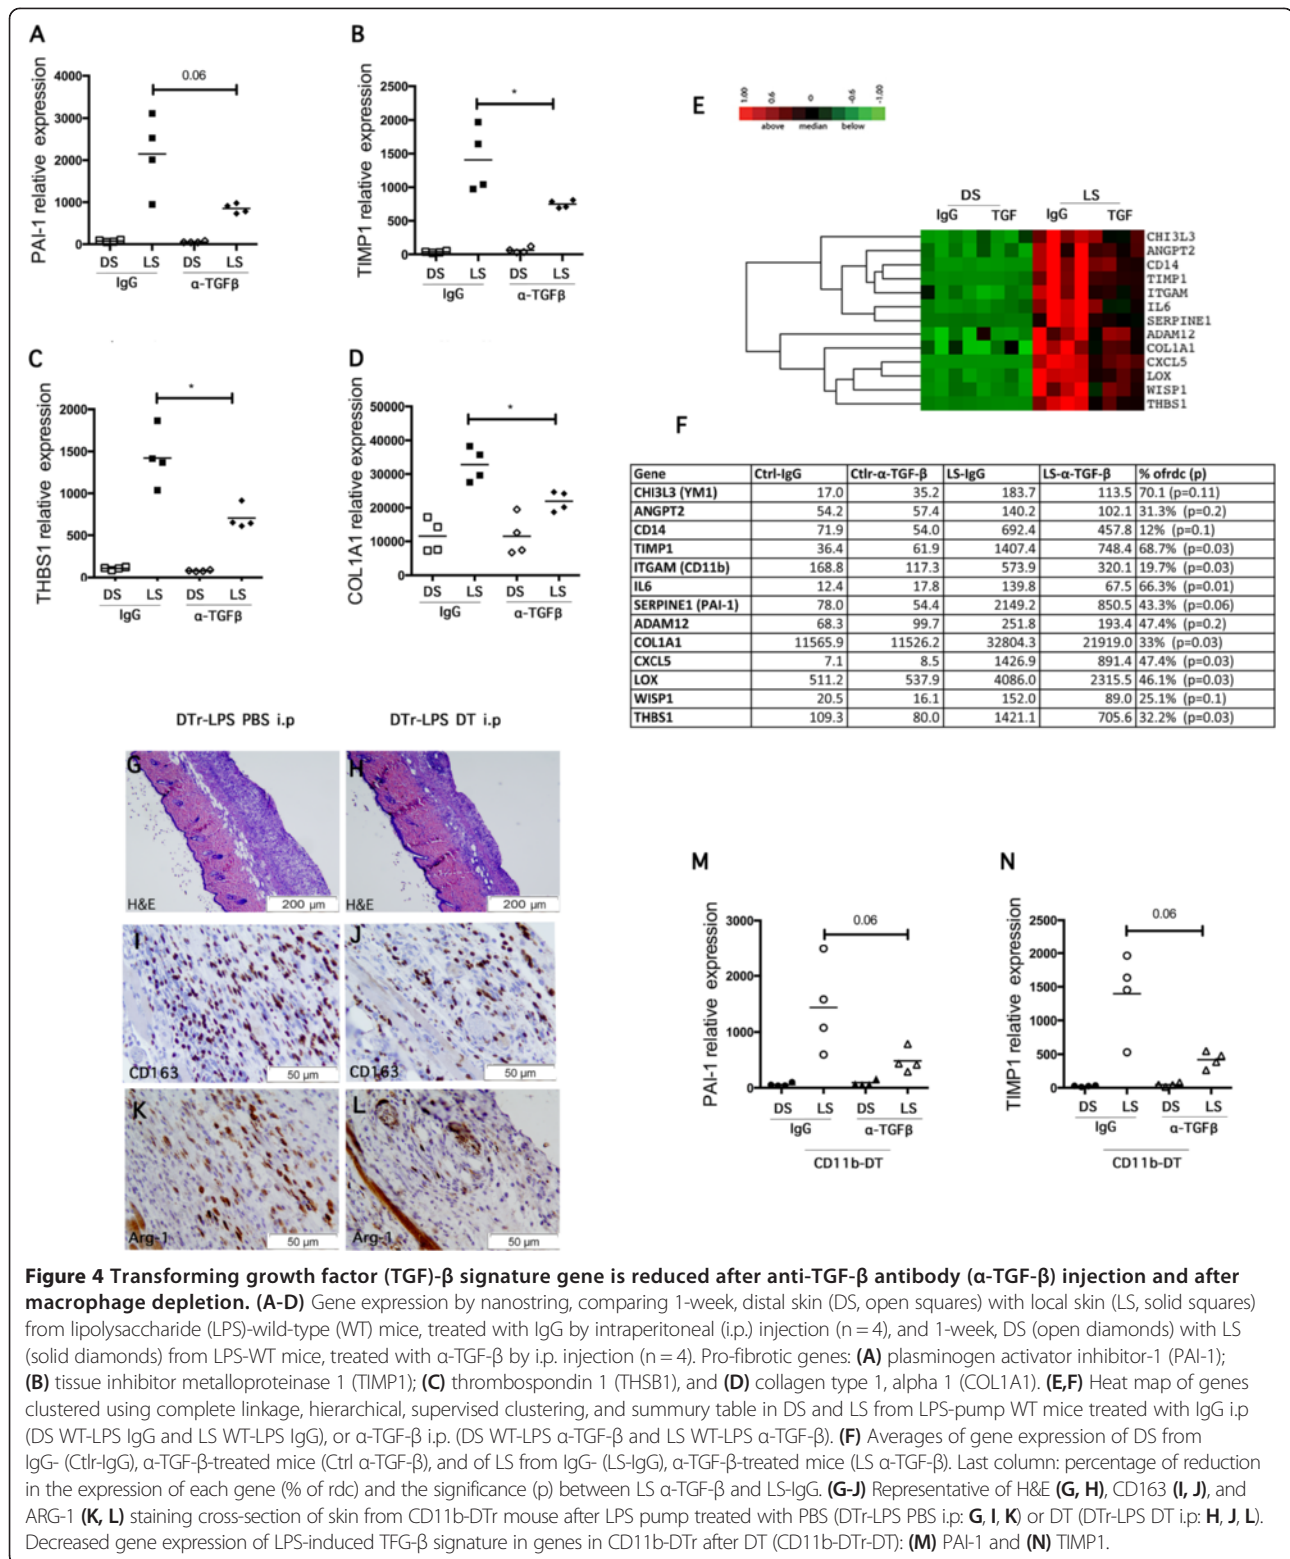 A
PAI-1 relative expression
4000
3000
2000
1000
0
0.06
DS LS DS LS
IgG α-TGFβ
B
TIMP1 relative expression
2500
2000
1500
1000
500
0
*
DS LS DS LS
IgG α-TGFβ
C
THBS1 relative expression
2000
1500
1000
500
0
*
DS LS DS LS
IgG α-TGFβ
D
COL1A1 relative expression
50000
40000
30000
20000
10000
0
*
DS LS DS LS
IgG α-TGFβ
E
1.00 0.6 0 -0.6 -1.00
above median below
DS LS
IgG TGF IgG TGF
CHI3L3
ANGPT2
CD14
TIMP1
ITGAM
IL6
SERPINE1
ADAM12
COL1A1
CXCL5
LOX
WISP1
THBS1
F
Gene Ctrl-IgG Ctlr-α-TGF-β LS-IgG LS-α-TGF-β % ofrdc (p)
CHI3L3 (YM1) 17.0 35.2 183.7 113.5 70.1 (p=0.11)
ANGPT2 54.2 57.4 140.2 102.1 31.3% (p=0.2)
CD14 71.9 54.0 692.4 457.8 12% (p=0.1)
TIMP1 36.4 61.9 1407.4 748.4 68.7% (p=0.03)
ITGAM (CD11b) 168.8 117.3 573.9 320.1 19.7% (p=0.03)
IL6 12.4 17.8 139.8 67.5 66.3% (p=0.01)
SERPINE1 (PAI-1) 78.0 54.4 2149.2 850.5 43.3% (p=0.06)
ADAM12 68.3 99.7 251.8 193.4 47.4% (p=0.2)
COL1A1 11565.9 11526.2 32804.3 21919.0 33% (p=0.03)
CXCL5 7.1 8.5 1426.9 891.4 47.4% (p=0.03)
LOX 511.2 537.9 4086.0 2315.5 46.1% (p=0.03)
WISP1 20.5 16.1 152.0 89.0 25.1% (p=0.1)
THBS1 109.3 80.0 1421.1 705.6 32.2% (p=0.03)
DTr-LPS PBS i.p DTr-LPS DT i.p
G
H&E
200 µm
H
H&E
200 µm
I
CD163
50 µm
J
CD163
50 µm
K
Arg-1
50 µm
L
Arg-1
50 µm
M
PAI-1 relative expression
3000
2000
1000
0
0.06
DS LS DS LS
IgG α-TGFβ
CD11b-DT
N
TIMP1 relative expression
2500
2000
1500
1000
500
0
0.06
DS LS DS LS
IgG α-TGFβ
CD11b-DT
Figure 4 Transforming growth factor (TGF)-β signature gene is reduced after anti-TGF-β antibody (α-TGF-β) injection and after
macrophage depletion. (A-D) Gene expression by nanostring, comparing 1-week, distal skin (DS, open squares) with local skin (LS, solid squares)
from lipolysaccharide (LPS)-wild-type (WT) mice, treated with IgG by intraperitoneal (i.p.) injection (n = 4), and 1-week, DS (open diamonds) with LS
(solid diamonds) from LPS-WT mice, treated with α-TGF-β by i.p. injection (n = 4). Pro-fibrotic genes: (A) plasminogen activator inhibitor-1 (PAI-1);
(B) tissue inhibitor metalloproteinase 1 (TIMP1); (C) thrombospondin 1 (THSB1), and (D) collagen type 1, alpha 1 (COL1A1). (E,F) Heat map of genes
clustered using complete linkage, hierarchical, supervised clustering, and summury table in DS and LS from LPS-pump WT mice treated with IgG i.p
(DS WT-LPS IgG and LS WT-LPS IgG), or α-TGF-β i.p. (DS WT-LPS α-TGF-β and LS WT-LPS α-TGF-β). (F) Averages of gene expression of DS from
IgG- (Ctlr-IgG), α-TGF-β-treated mice (Ctrl α-TGF-β), and of LS from IgG- (LS-IgG), α-TGF-β-treated mice (LS α-TGF-β). Last column: percentage of reduction
in the expression of each gene (% of rdc) and the significance (p) between LS α-TGF-β and LS-IgG. (G-J) Representative of H&E (G, H), CD163 (I, J), and
ARG-1 (K, L) staining cross-section of skin from CD11b-DTr mouse after LPS pump treated with PBS (DTr-LPS PBS i.p: G, I, K) or DT (DTr-LPS DT i.p: H, J, L).
Decreased gene expression of LPS-induced TFG-β signature in genes in CD11b-DTr after DT (CD11b-DTr-DT): (M) PAI-1 and (N) TIMP1.